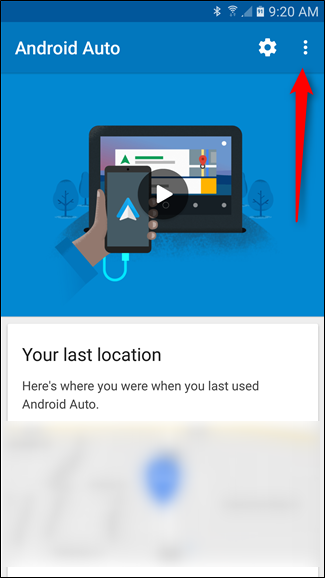 9:20 AM
Android Auto
Your last location
Here's where you were when you last used
Android Auto.